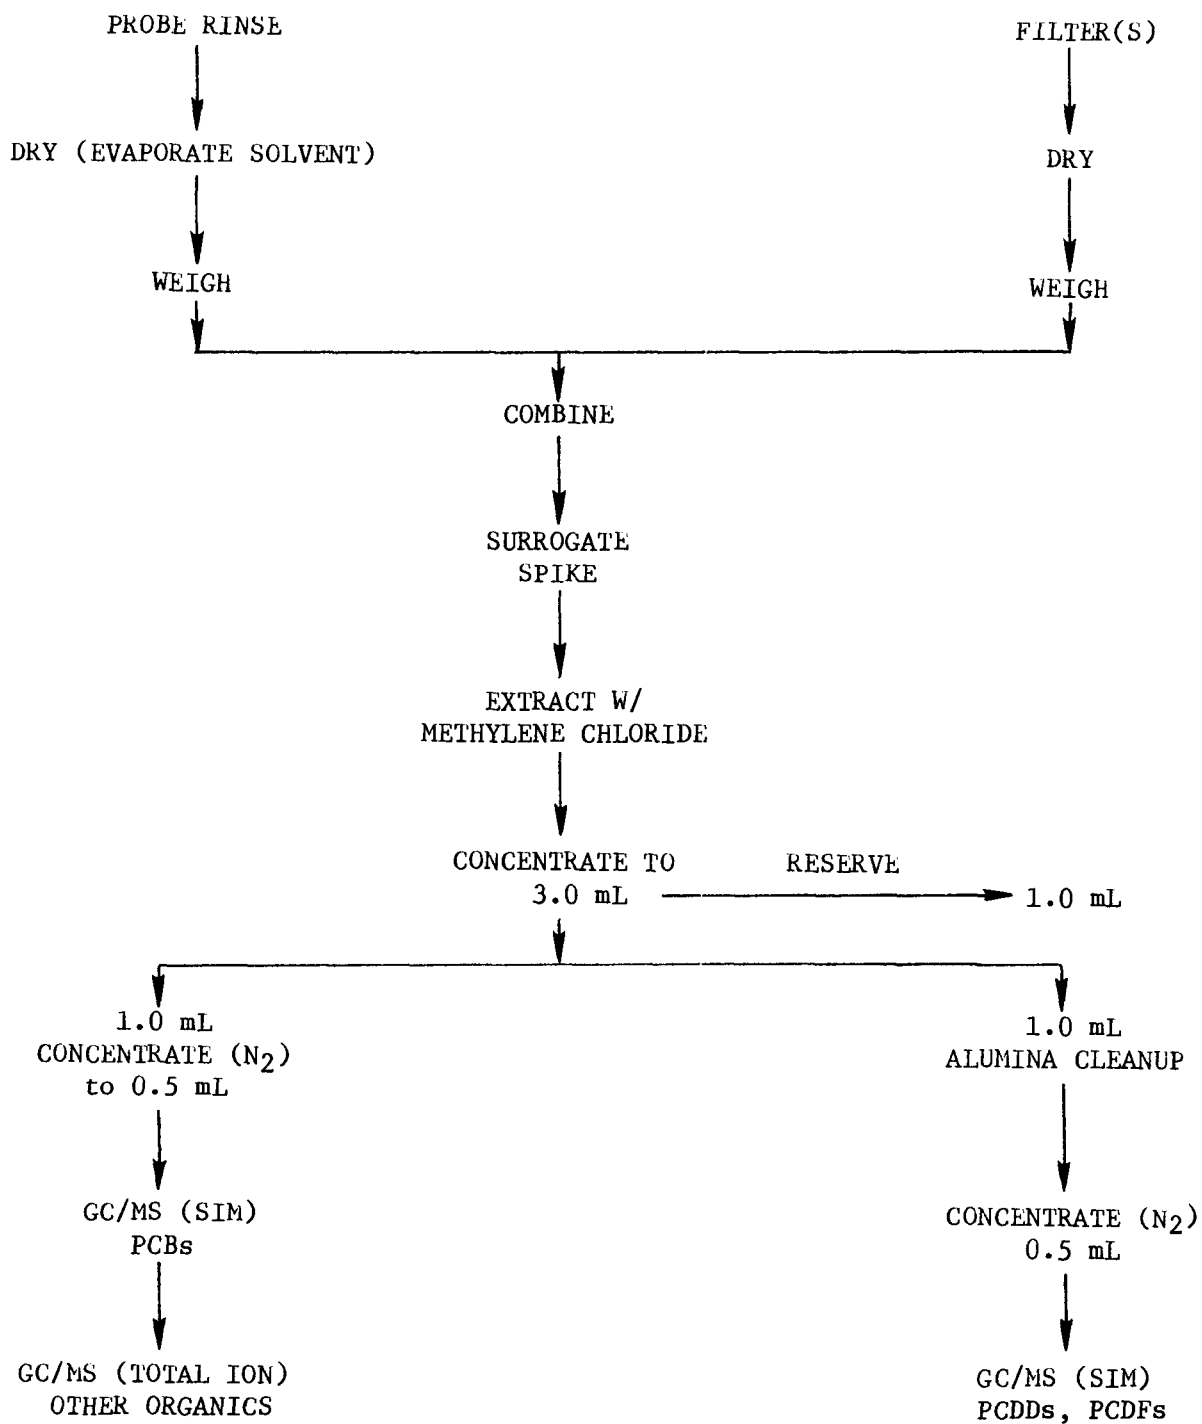 PROBE RINSE
FILTER(S)
DRY (EVAPORATE SOLVENT)
DRY
WEIGH
WEIGH
COMBINE
SURROGATE
SPIKE
EXTRACT W/
METHYLENE CHLORIDE
CONCENTRATE TO
3.0 mL
RESERVE
1.0 mL
1.0 mL
CONCENTRATE (N2)
to 0.5 mL
GC/MS (SIM)
PCBs
GC/MS (TOTAL ION)
OTHER ORGANICS
1.0 mL
ALUMINA CLEANUP
CONCENTRATE (N2)
0.5 mL
GC/MS (SIM)
PCDDs, PCDFs